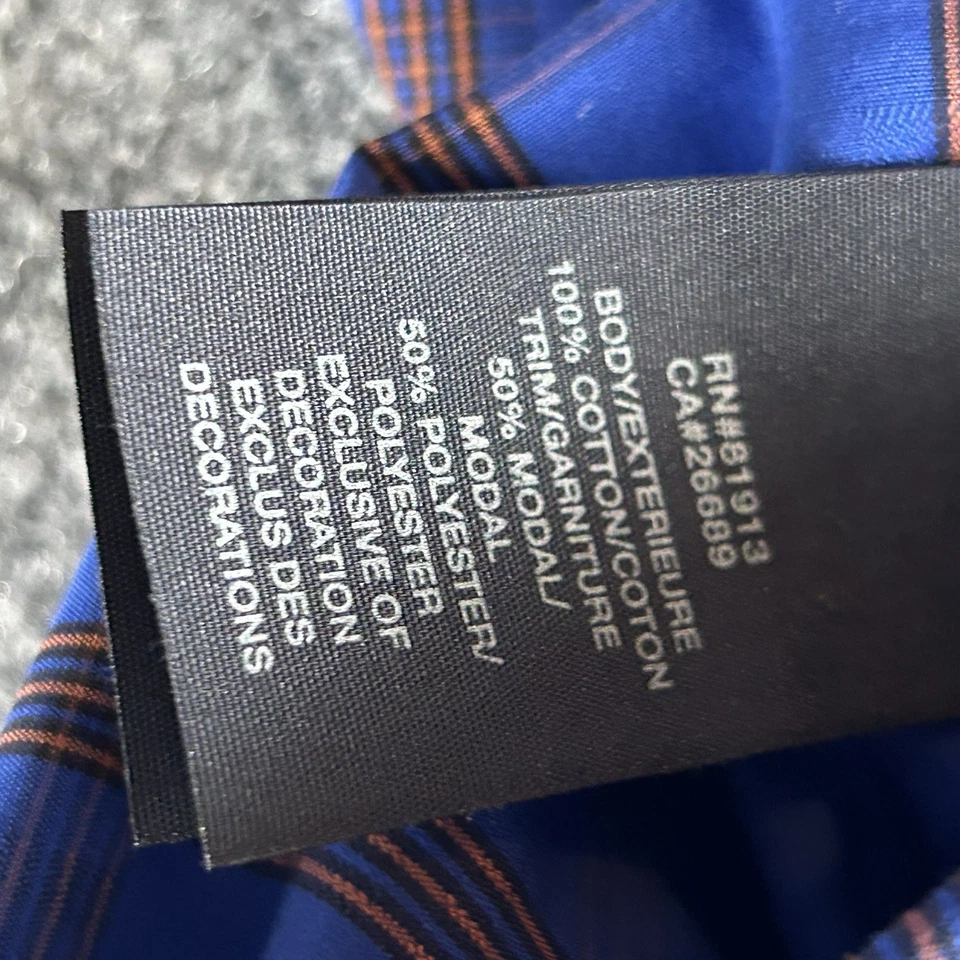 RN#81913
CA#26689
BODY/EXTERIEURE
100% COTTON/COTON
TRIM/GARNITURE
50% MODAL/
MODAL
50% POLYESTER/
POLYESTER
EXCLUSIVE OF
DECORATION
EXCLUS DES
DECORATIONS